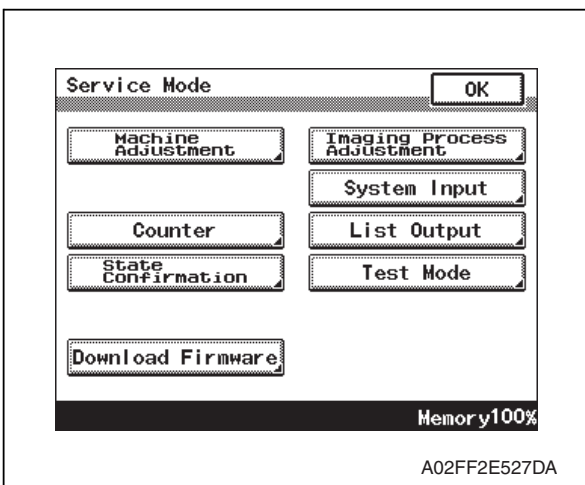 Service Mode
OK
Machine
Adjustment
Imaging Process
Adjustment
System Input
Counter
List Output
State
Confirmation
Test Mode
Download Firmware
Memory100%
A02FF2E527DA